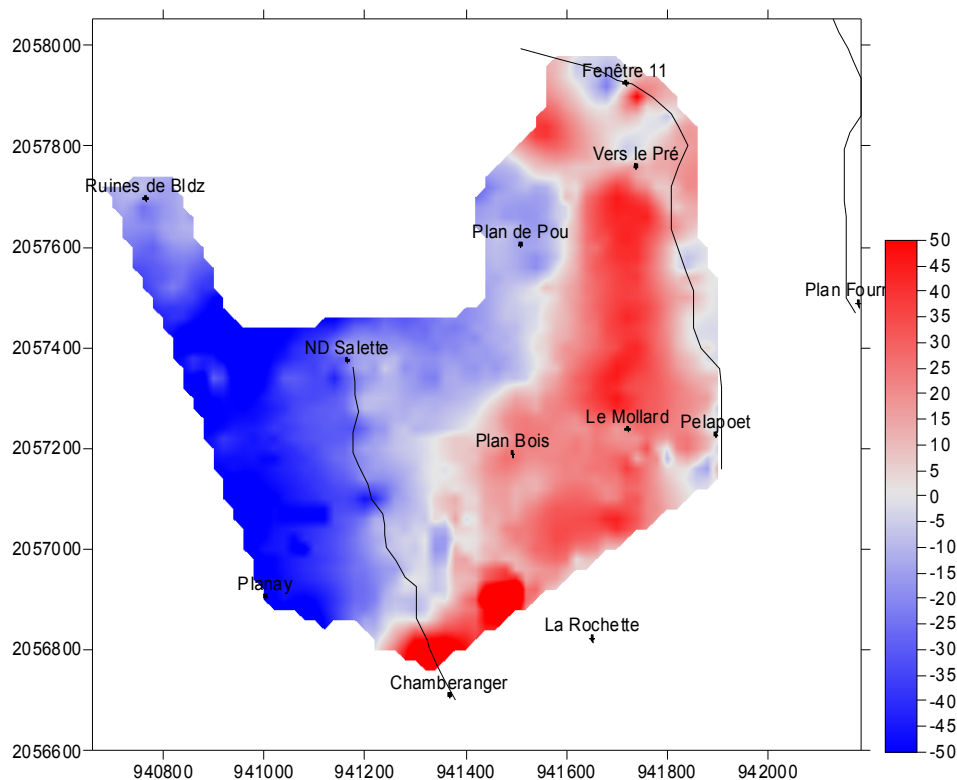 2058000
Fenêtre 11
2057800
Vers le Pré
Ruines de Bldz
2057600
Plan de Pou
Plan Fourr
2057400
ND Salette
Le Mollard
Pelapoet
2057200
Plan Bois
2057000
Planay
2056800
La Rochette
Chamberanger
2056600
940800 941000 941200 941400 941600 941800 942000
50
45
40
35
30
25
20
15
10
5
0
-5
-10
-15
-20
-25
-30
-35
-40
-45
-50